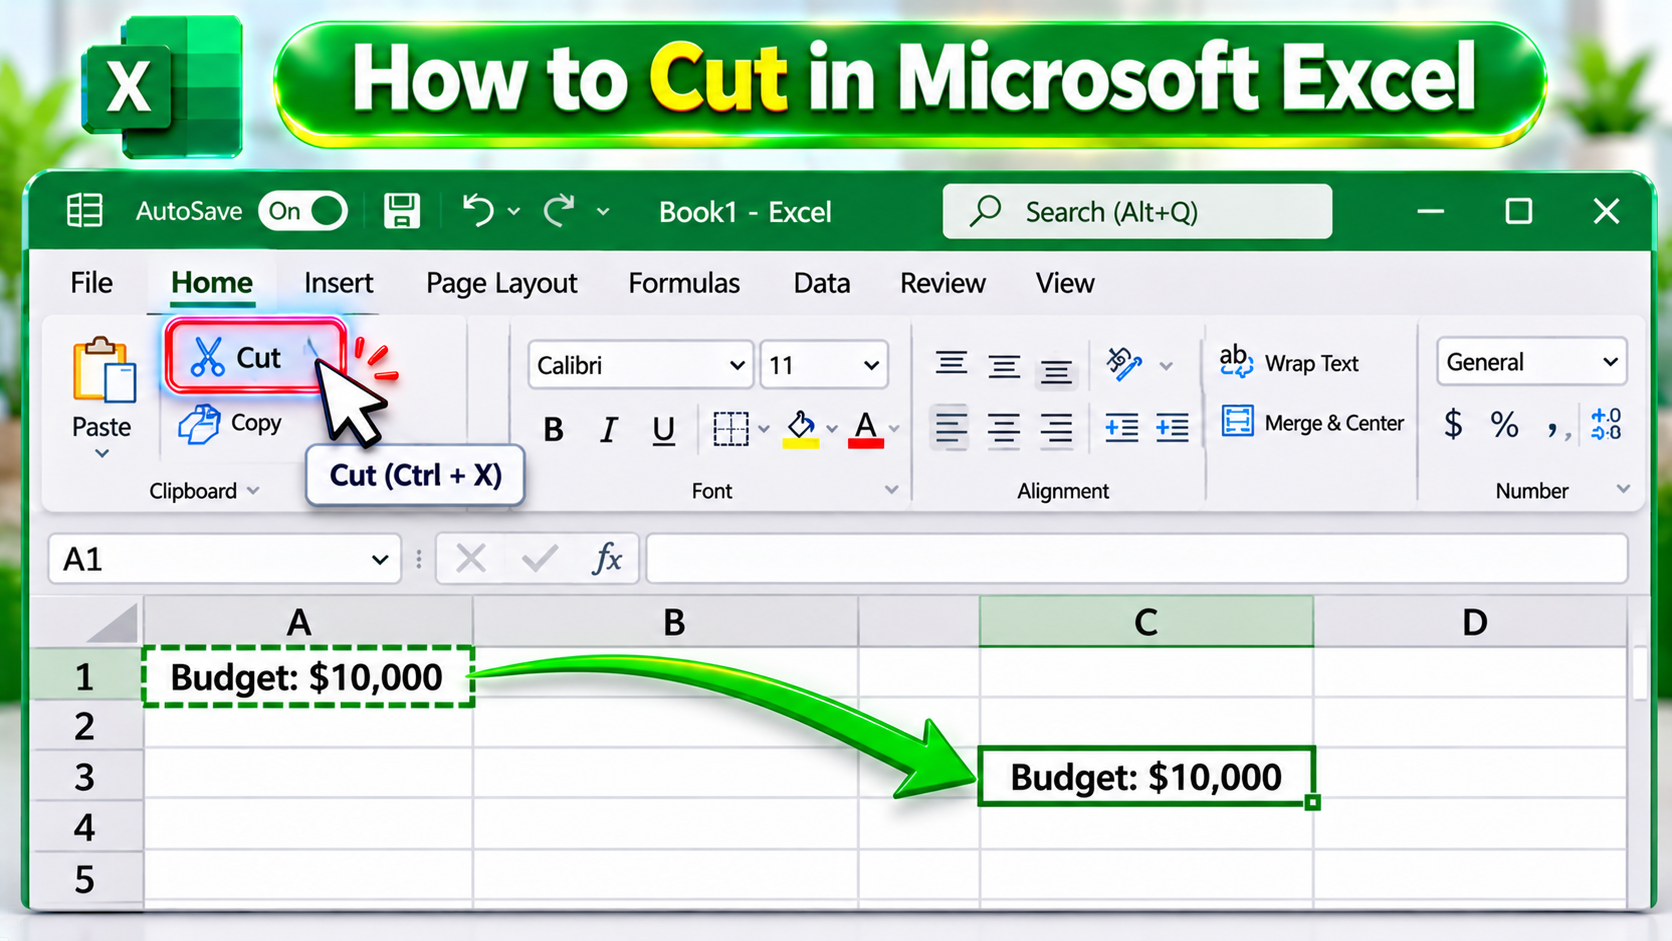 X
How to Cut in Microsoft Excel
AutoSave On Book1 - Excel Search (Alt+Q)
File Home Insert Page Layout Formulas Data Review View
Paste
Cut
Copy
Cut (Ctrl + X)
Clipboard
Calibri 11
B I U A
Font
Alignment
ab Wrap Text
Merge & Center
General
$ % ,
Number
A1 fx
A B C D
1 Budget: $10,000
2
3 Budget: $10,000
4
5